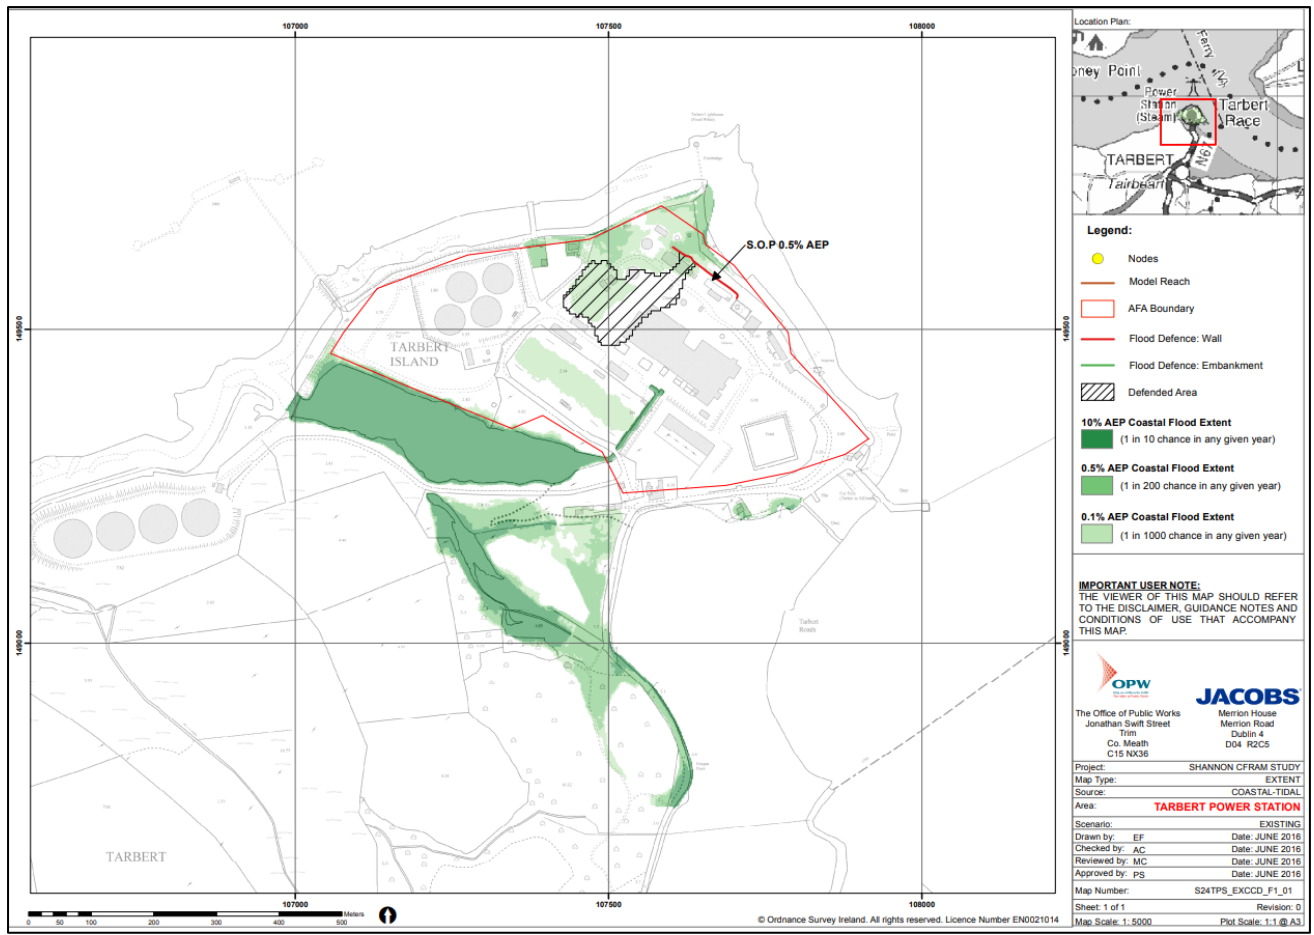 107000
107500
108000
149500
149000
149500
149000
107000
107500
108000
S.O.P 0.5% AEP
TARBERT
ISLAND
Tarbert
Roads
TARBERT
0 50 100 200 300 400 500
Meters
© Ordnance Survey Ireland. All rights reserved. Licence Number EN0021014
Location Plan:
oney Point
Ferry
Power
Station
(Steam)
Tarbert
Race
N67
TARBERT
Tairbeart
Legend:
Nodes
Model Reach
AFA Boundary
Flood Defence: Wall
Flood Defence: Embankment
Defended Area
10% AEP Coastal Flood Extent
(1 in 10 chance in any given year)
0.5% AEP Coastal Flood Extent
(1 in 200 chance in any given year)
0.1% AEP Coastal Flood Extent
(1 in 1000 chance in any given year)
IMPORTANT USER NOTE:
THE VIEWER OF THIS MAP SHOULD REFER
TO THE DISCLAIMER, GUIDANCE NOTES AND
CONDITIONS OF USE THAT ACCOMPANY
THIS MAP.
OPW
The Office of Public Works
Jonathan Swift Street
Trim
Co. Meath
C15 NX36
JACOBS
Merrion House
Merrion Road
Dublin 4
D04 R2C5
Project: SHANNON CFRAM STUDY
Map Type: EXTENT
Source: COASTAL-TIDAL
Area: TARBERT POWER STATION
Scenario: EXISTING
Drawn by: EF Date: JUNE 2016
Checked by: AC Date: JUNE 2016
Reviewed by: MC Date: JUNE 2016
Approved by: PS Date: JUNE 2016
Map Number: S24TPS_EXCCD_F1_01
Sheet: 1 of 1 Revision: 0
Map Scale: 1:5000 Plot Scale: 1:1 @ A3